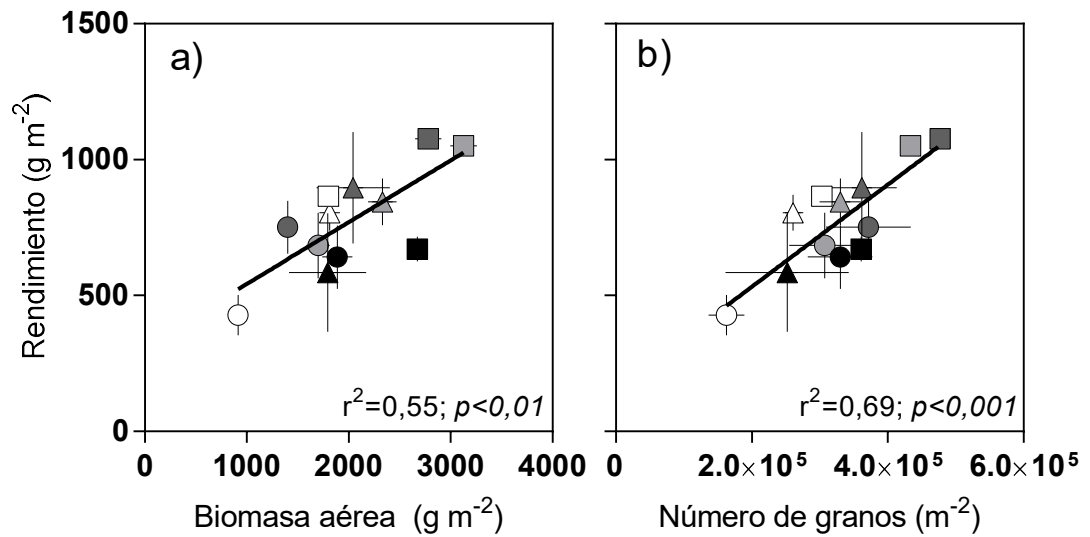 1500
1000
500
0
Rendimiento (g m⁻²)
a)
r²=0,55; p<0,01
0 1000 2000 3000 4000
Biomasa aérea (g m⁻²)
b)
r²=0,69; p<0,001
0 2.0×10⁵ 4.0×10⁵ 6.0×10⁵
Número de granos (m⁻²)